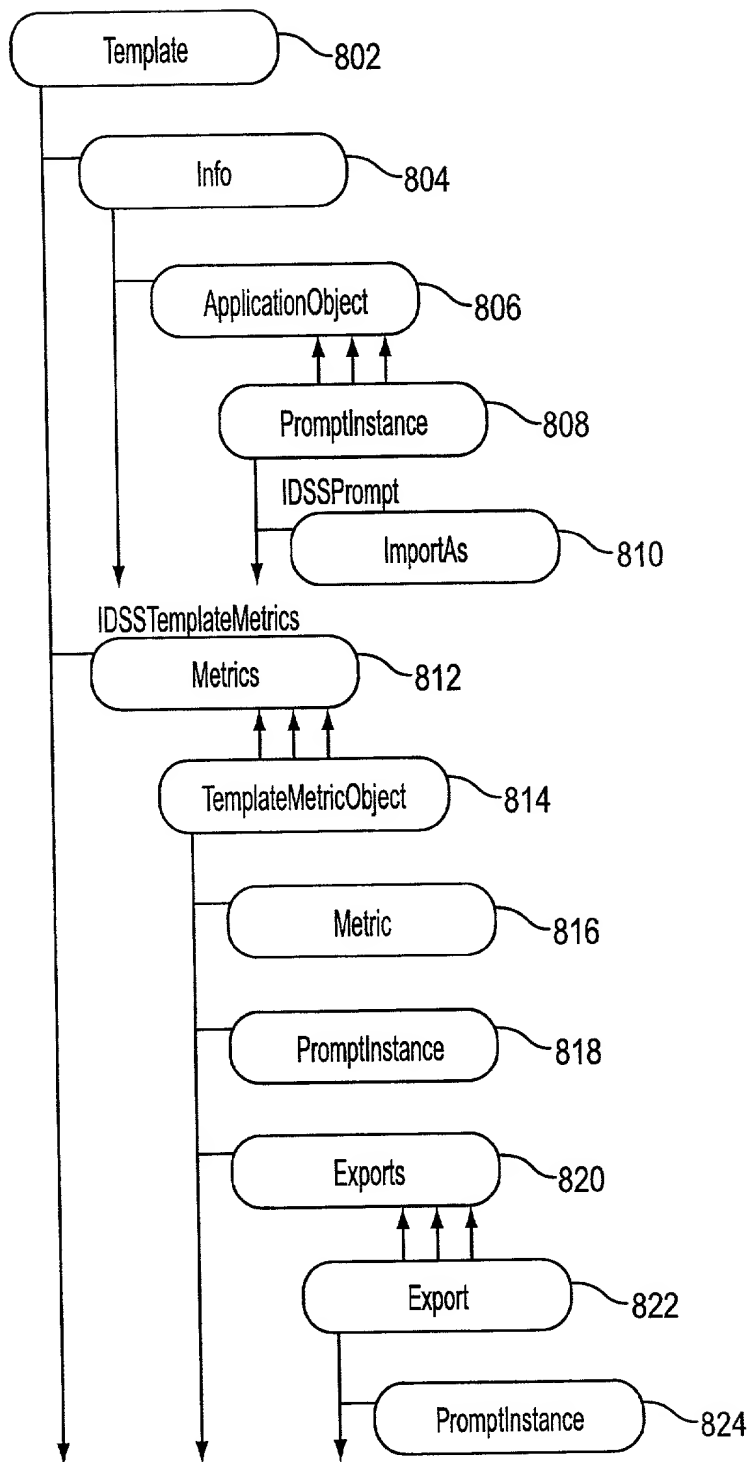 Template 802
Info 804
ApplicationObject 806
PromptInstance 808
IDSSPrompt
ImportAs 810
IDSSTemplateMetrics
Metrics 812
TemplateMetricObject 814
Metric 816
PromptInstance 818
Exports 820
Export 822
PromptInstance 824